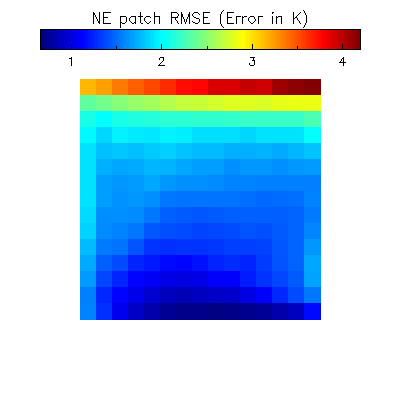 NE patch RMSE (Error in K)
1 2 3 4